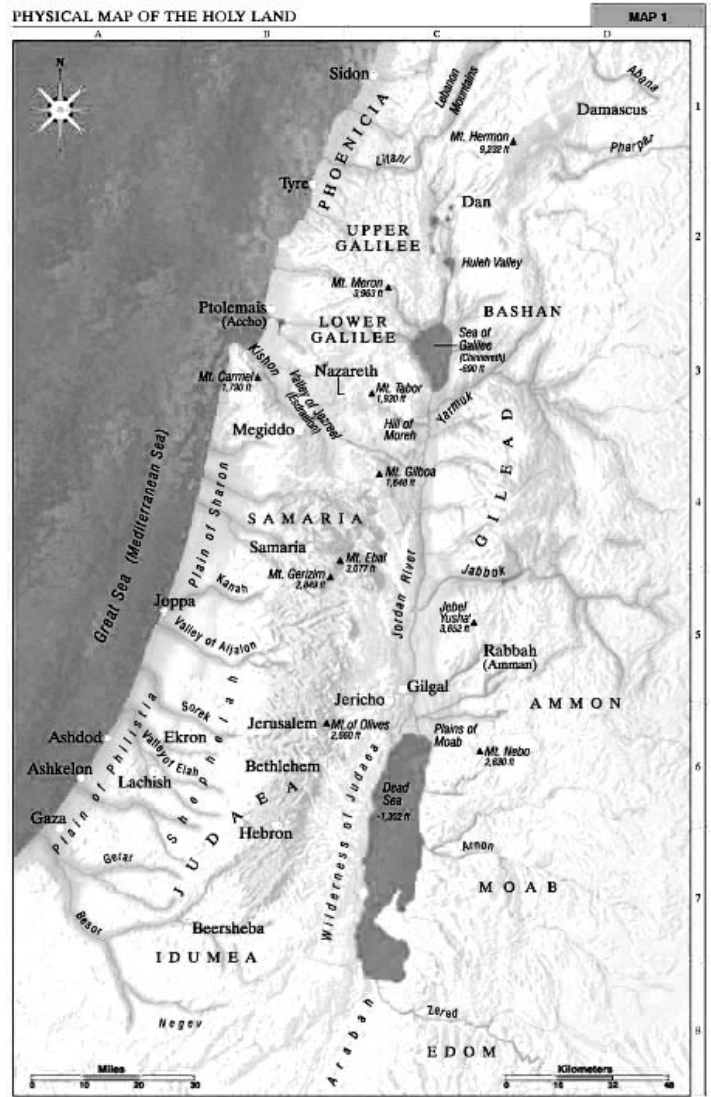 PHYSICAL MAP OF THE HOLY LAND
MAP 1
A
B
C
D
N
Sidon
Lebanon
Mountains
Abana
1
Damascus
PHOENICIA
Mt. Hermon
9,232 ft
Pharpar
Litani
Tyre
Dan
UPPER
GALILEE
2
Huleh Valley
Mt. Meron
3,963 ft
Ptolemais
(Accho)
LOWER
GALILEE
BASHAN
Sea of
Galilee
(Chinnereth)
-690 ft
Kishon
Nazareth
3
Mt. Carmel
1,790 ft
Valley of Jezreel
(Esdraelon)
Mt. Tabor
1,920 ft
Yarmuk
Hill of
Moreh
Megiddo
GILEAD
Mt. Gilboa
1,648 ft
Great Sea (Mediterranean Sea)
Plain of Sharon
4
SAMARIA
Samaria
Mt. Ebal
3,077 ft
Mt. Gerizim
2,849 ft
Jordan River
Jabbok
Kanah
Joppa
Jebel
Yusha'
3,652 ft
Valley of Aijalon
5
Rabbah
(Amman)
Gilgal
Jericho
AMMON
Sorek
Jerusalem
Mt. of Olives
2,660 ft
Plains of
Moab
Ashdod
Ekron
Mt. Nebo
2,630 ft
Plain of Philistia
Valley of Elah
Shephelah
Bethlehem
6
Ashkelon
Lachish
Dead
Sea
Gaza
JUDAEA
Hebron
Wilderness of Judaea
Arnon
Gerar
MOAB
7
Besor
Beersheba
IDUMEA
Negev
Arabah
Zered
8
EDOM
Miles
0
10
20
30
Kilometers
0
16
32
48